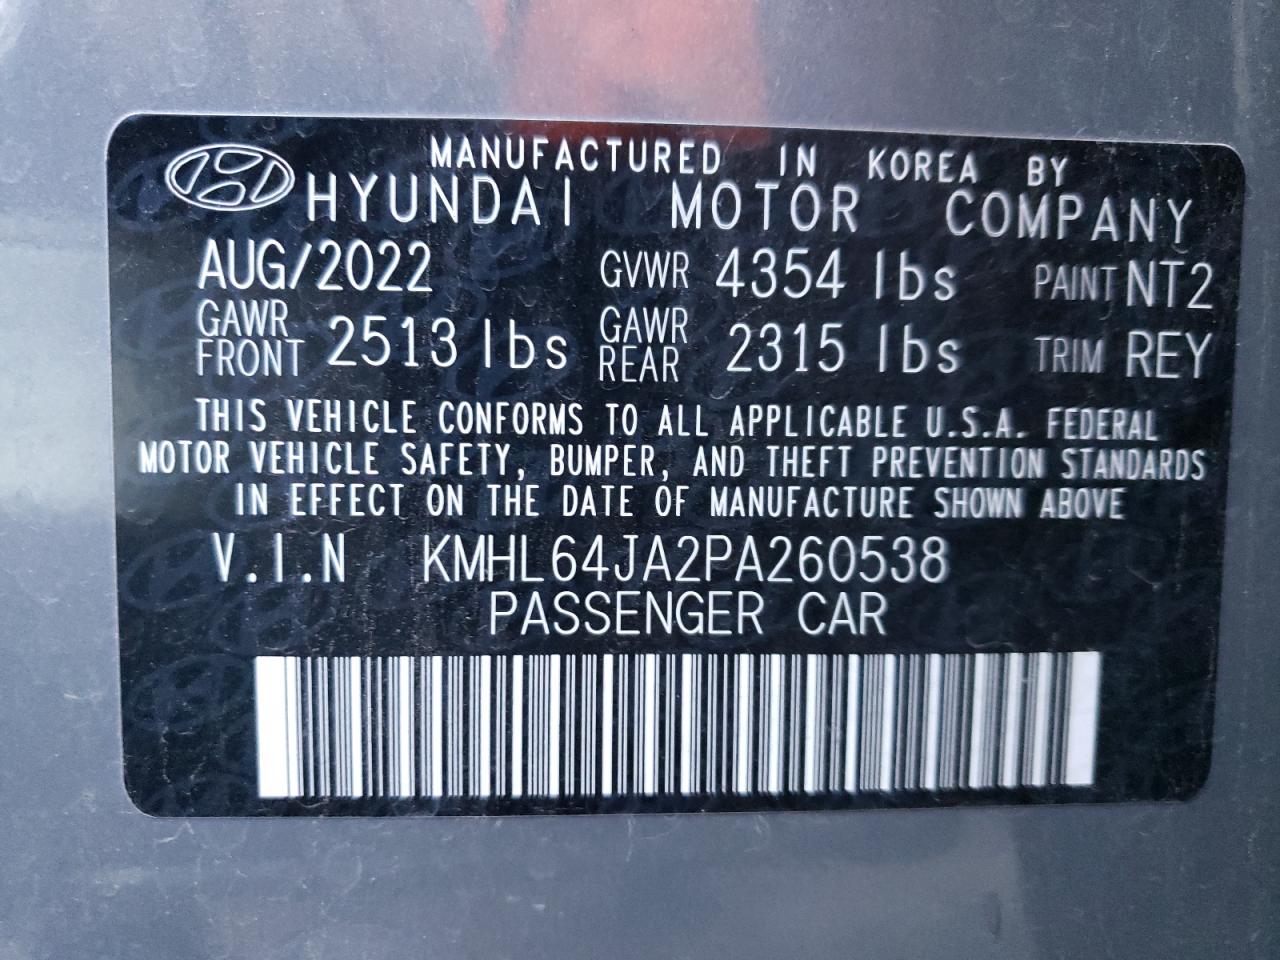 MANUFACTURED IN KOREA BY
HYUNDAI MOTOR COMPANY
AUG/2022 GVWR 4354 lbs PAINT NT2
GAWR FRONT 2513 lbs GAWR REAR 2315 lbs TRIM REY
THIS VEHICLE CONFORMS TO ALL APPLICABLE U.S.A. FEDERAL
MOTOR VEHICLE SAFETY, BUMPER, AND THEFT PREVENTION STANDARDS
IN EFFECT ON THE DATE OF MANUFACTURE SHOWN ABOVE
V.I.N KMHL64JA2PA260538
PASSENGER CAR